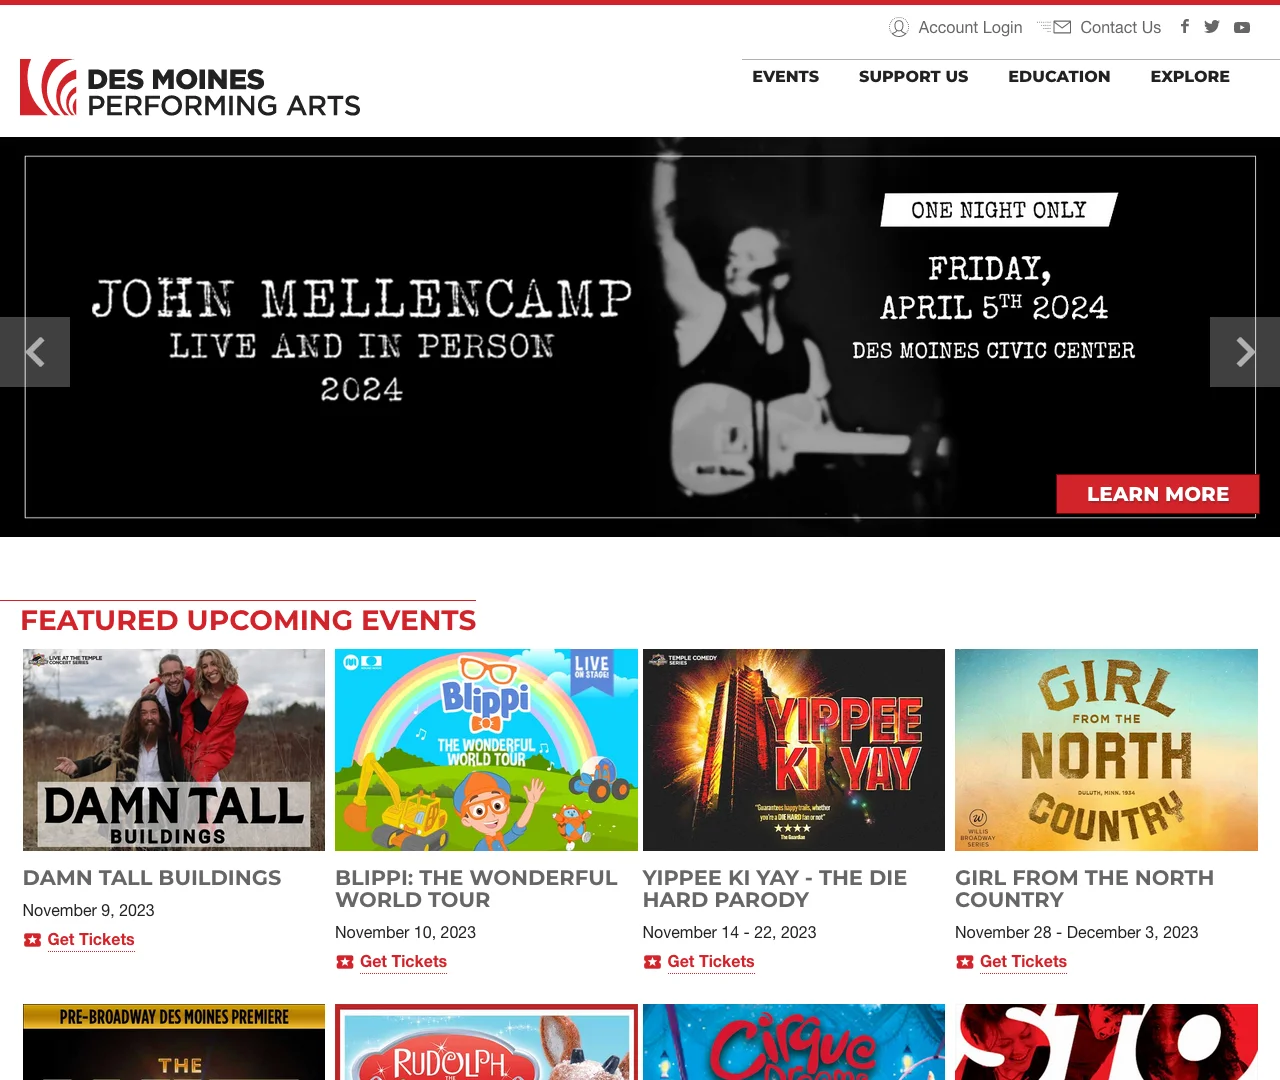 Account Login
Contact Us
DES MOINES
PERFORMING ARTS
EVENTS
SUPPORT US
EDUCATION
EXPLORE
JOHN MELLENCAMP
LIVE AND IN PERSON
2024
ONE NIGHT ONLY
FRIDAY,
APRIL 5TH 2024
DES MOINES CIVIC CENTER
LEARN MORE
FEATURED UPCOMING EVENTS
LIVE AT THE TEMPLE
CONCERT SERIES
DAMN TALL
BUILDINGS
DAMN TALL BUILDINGS
November 9, 2023
Get Tickets
LIVE
ON STAGE!
Blippi
THE WONDERFUL
WORLD TOUR
BLIPPI: THE WONDERFUL
WORLD TOUR
November 10, 2023
Get Tickets
TEMPLE COMEDY
SERIES
YIPPEE
KI YAY
"Guarantees happy trails, whether
you're a DIE HARD fan or not"
★★★★
The Guardian
YIPPEE KI YAY - THE DIE
HARD PARODY
November 14 - 22, 2023
Get Tickets
GIRL
FROM THE
NORTH
DULUTH, MINN. 1934
COUNTRY
WILLIS
BROADWAY
SERIES
GIRL FROM THE NORTH
COUNTRY
November 28 - December 3, 2023
Get Tickets
PRE-BROADWAY DES MOINES PREMIERE
THE
RUDOLPH
THE
Cirque
Dreams
STO